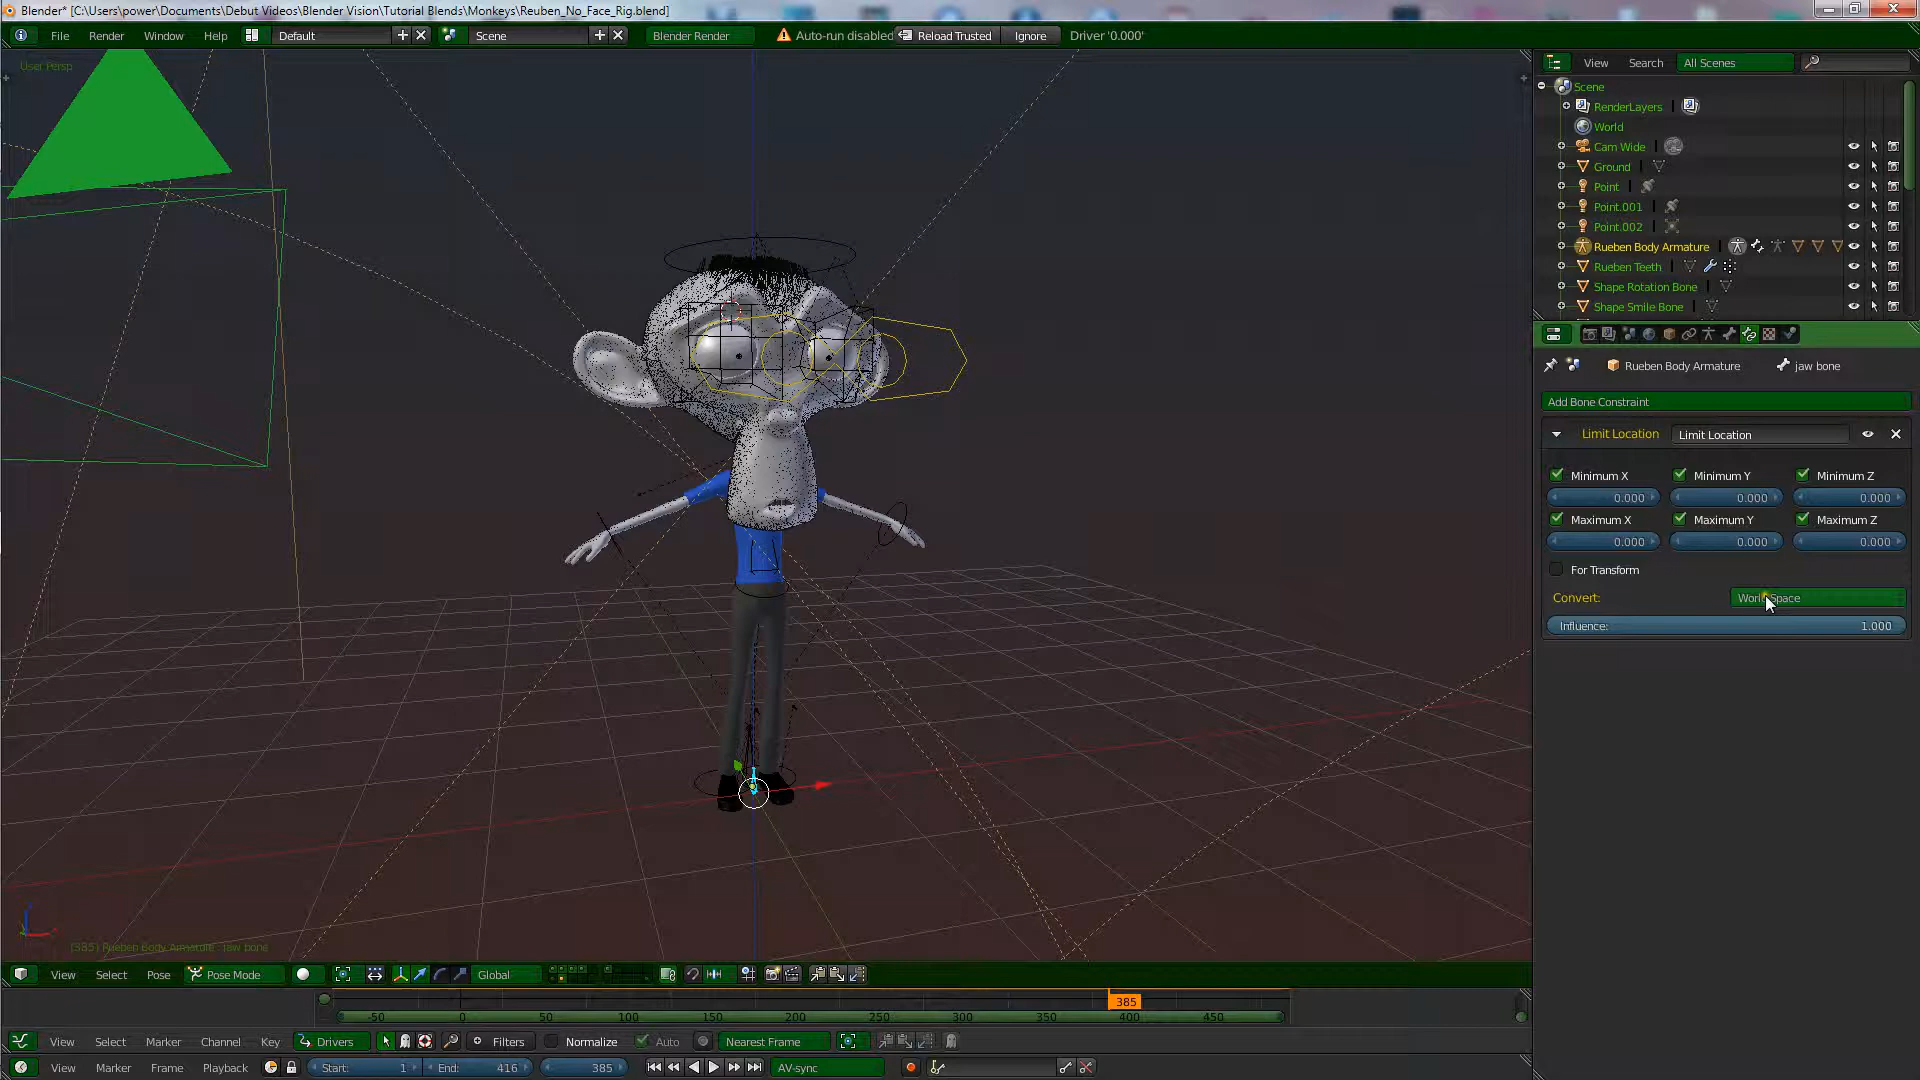 Blender* [C:\Users\power\Documents\Debut Videos\Blender Vision\Tutorial Blends\Monkeys\Reuben_No_Face_Rig.blend]
File Render Window Help Default Scene Blender Render Auto-run disabled Reload Trusted Ignore Driver '0.000'
User Persp
View Search All Scenes
Scene
RenderLayers
World
Cam Wide
Ground
Point
Point.001
Point.002
Rueben Body Armature
Rueben Teeth
Shape Rotation Bone
Shape Smile Bone
Rueben Body Armature jaw bone
Add Bone Constraint
Limit Location Limit Location
Minimum X Minimum Y Minimum Z
0.000 0.000 0.000
Maximum X Maximum Y Maximum Z
0.000 0.000 0.000
For Transform
Convert: World Space
Influence: 1.000
(385) Rueben Body Armature : jaw bone
View Select Pose Pose Mode Global
385
-50 0 50 100 150 200 250 300 350 400 450
View Select Marker Channel Key Drivers Filters Normalize Auto Nearest Frame
View Marker Frame Playback Start: 1 End: 416 385 AV-sync